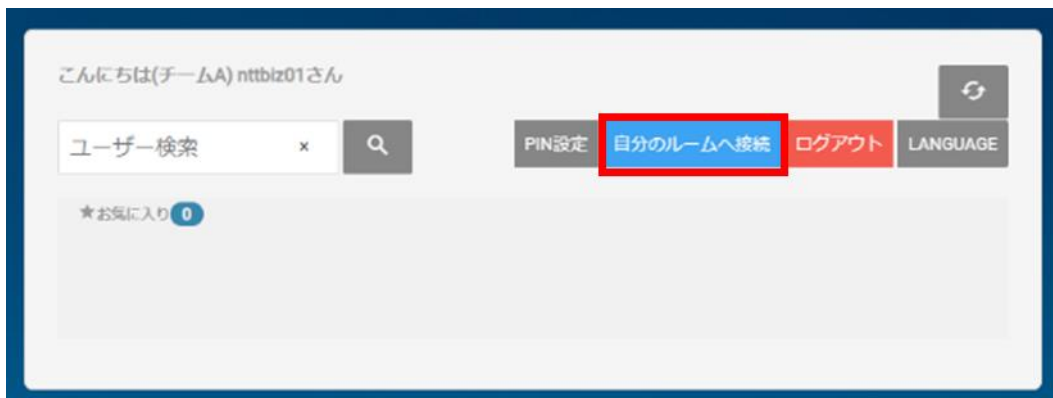 こんにちは(チームA) nttbiz01さん
ユーザー検索 ×
PIN設定 自分のルームへ接続 ログアウト LANGUAGE
★お気に入り 0